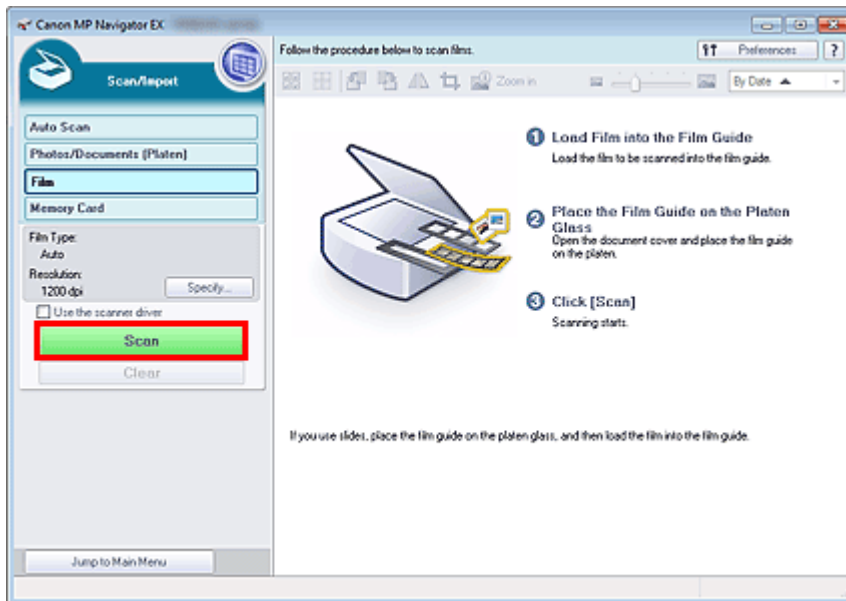 Canon MP Navigator EX
Scan/Import
Auto Scan
Photos/Documents (Platen)
Film
Memory Card
Film Type:
Auto
Resolution:
1200 dpi
Specify...
Use the scanner driver
Scan
Clear
Jump to Main Menu
Follow the procedure below to scan films.
Preferences
?
Zoom in
By Date
1 Load Film into the Film Guide
Load the film to be scanned into the film guide.
2 Place the Film Guide on the Platen
Glass
Open the document cover and place the film guide
on the platen.
3 Click [Scan]
Scanning starts.
If you use slides, place the film guide on the platen glass, and then load the film into the film guide.